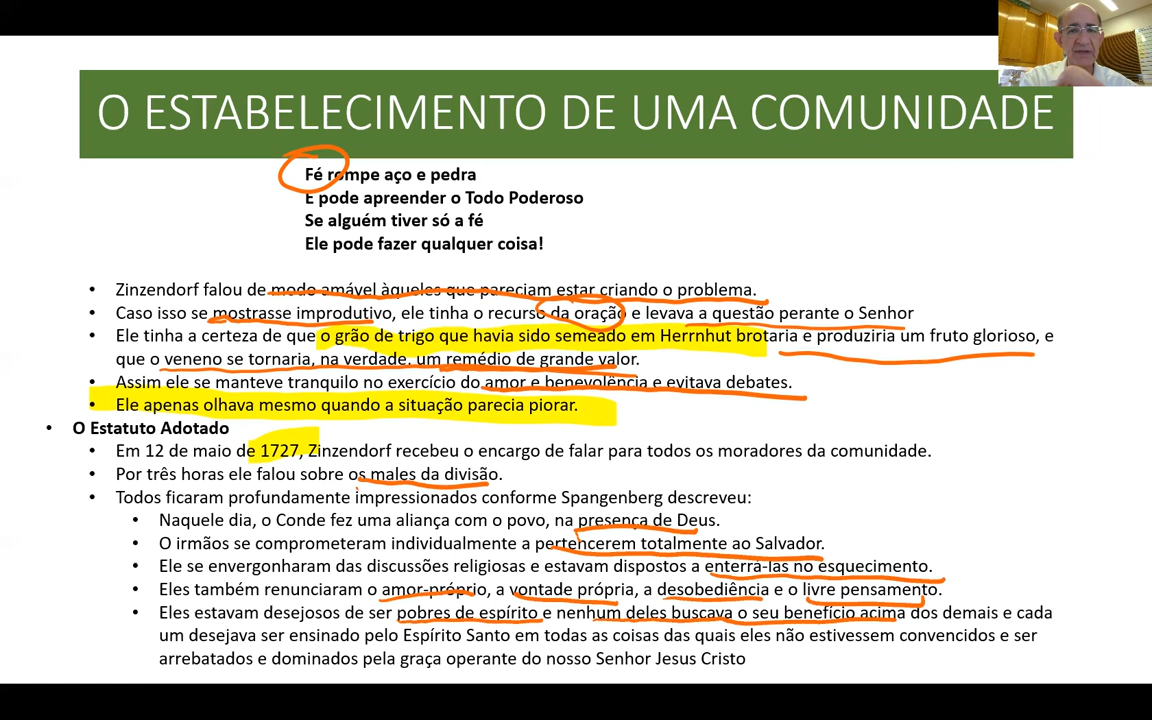 O ESTABELECIMENTO DE UMA COMUNIDADE
Fé rompe aço e pedra
E pode apreender o Todo Poderoso
Se alguém tiver só a fé
Ele pode fazer qualquer coisa!
• Zinzendorf falou de modo amável àqueles que pareciam estar criando o problema.
• Caso isso se mostrasse improdutivo, ele tinha o recurso da oração e levava a questão perante o Senhor
• Ele tinha a certeza de que o grão de trigo que havia sido semeado em Herrnhut brotaria e produziria um fruto glorioso, e
que o veneno se tornaria, na verdade, um remédio de grande valor.
• Assim ele se manteve tranquilo no exercício do amor e benevolência e evitava debates.
• Ele apenas olhava mesmo quando a situação parecia piorar.
• O Estatuto Adotado
• Em 12 de maio de 1727, Zinzendorf recebeu o encargo de falar para todos os moradores da comunidade.
• Por três horas ele falou sobre os males da divisão.
• Todos ficaram profundamente impressionados conforme Spangenberg descreveu:
• Naquele dia, o Conde fez uma aliança com o povo, na presença de Deus.
• O irmãos se comprometeram individualmente a pertencerem totalmente ao Salvador.
• Ele se envergonharam das discussões religiosas e estavam dispostos a enterrá-las no esquecimento.
• Eles também renunciaram o amor-próprio, a vontade própria, a desobediência e o livre pensamento.
• Eles estavam desejosos de ser pobres de espírito e nenhum deles buscava o seu benefício acima dos demais e cada
um desejava ser ensinado pelo Espírito Santo em todas as coisas das quais eles não estivessem convencidos e ser
arrebatados e dominados pela graça operante do nosso Senhor Jesus Cristo